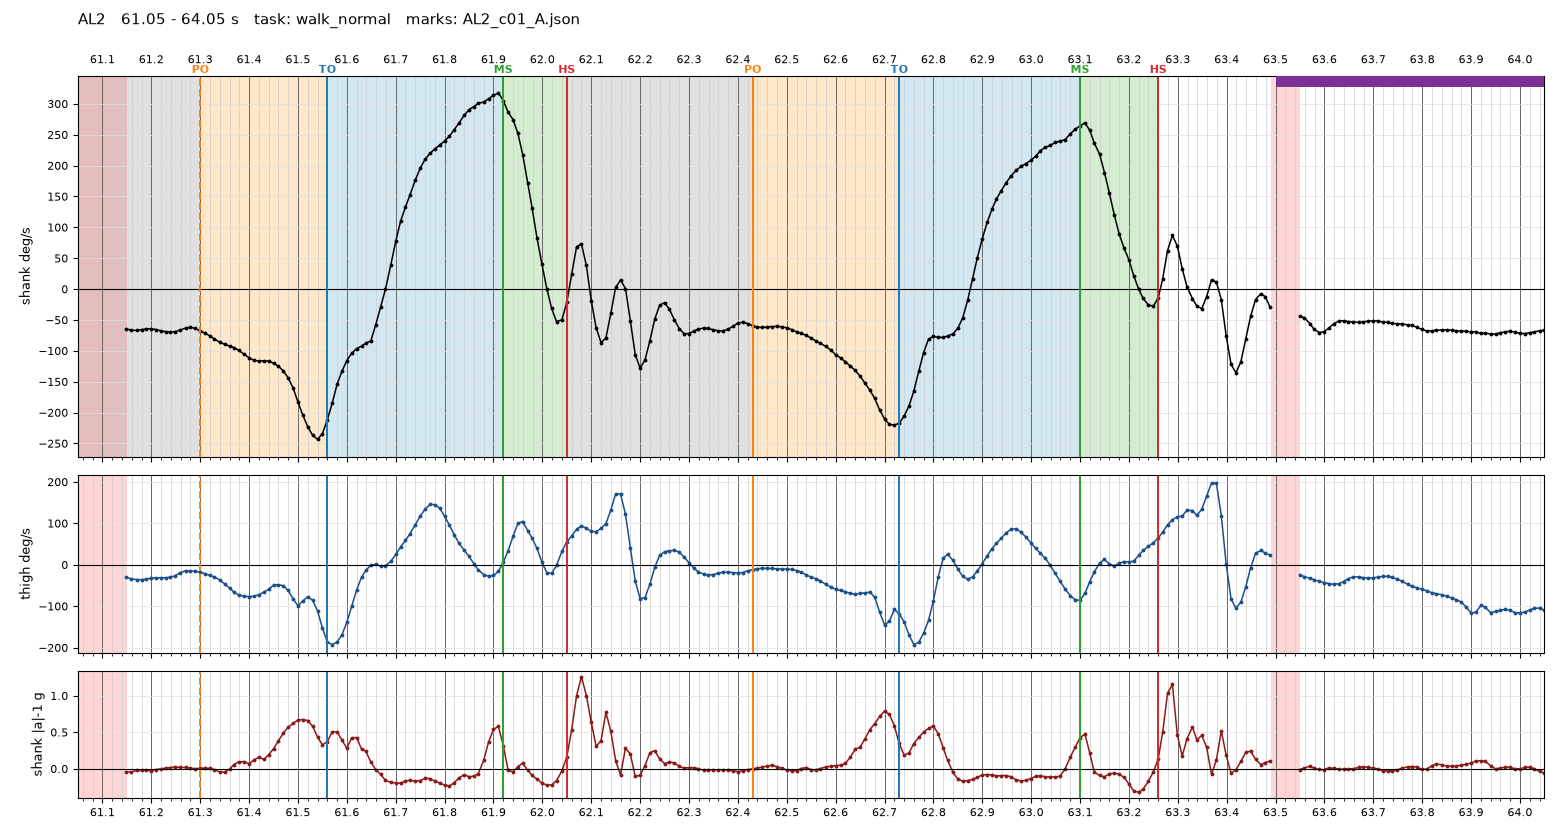 AL2   61.05 - 64.05 s   task: walk_normal   marks: AL2_c01_A.json
61.1 61.2 61.3 61.4 61.5 61.6 61.7 61.8 61.9 62.0 62.1 62.2 62.3 62.4 62.5 62.6 62.7 62.8 62.9 63.0 63.1 63.2 63.3 63.4 63.5 63.6 63.7 63.8 63.9 64.0
PO TO MS HS PO TO MS HS
shank deg/s
300
250
200
150
100
50
0
−50
−100
−150
−200
−250
thigh deg/s
200
100
0
−100
−200
shank |a|-1 g
1.0
0.5
0.0
61.1 61.2 61.3 61.4 61.5 61.6 61.7 61.8 61.9 62.0 62.1 62.2 62.3 62.4 62.5 62.6 62.7 62.8 62.9 63.0 63.1 63.2 63.3 63.4 63.5 63.6 63.7 63.8 63.9 64.0